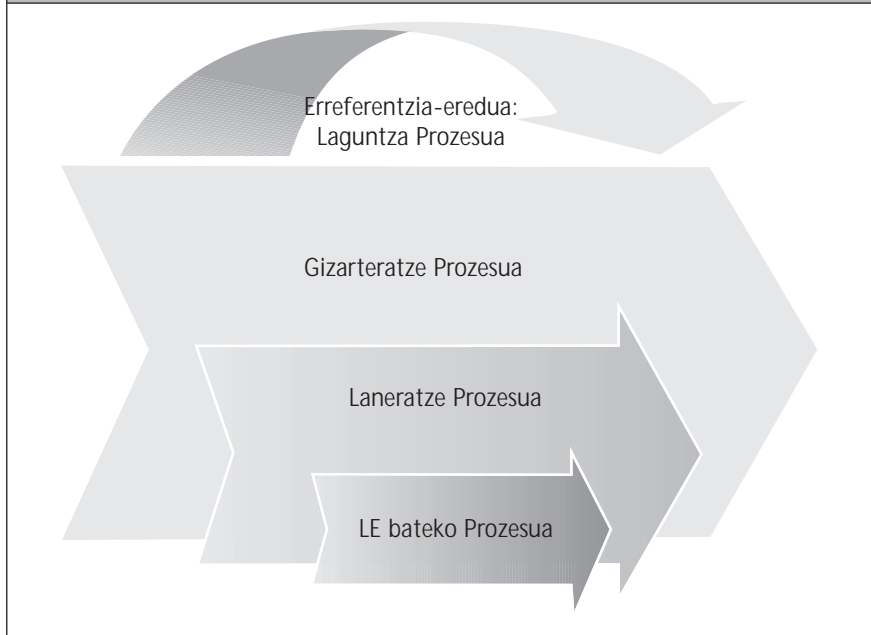 Erreferentzia-eredua:
Laguntza Prozesua
Gizarteratze Prozesua
Laneratze Prozesua
LE bateko Prozesua